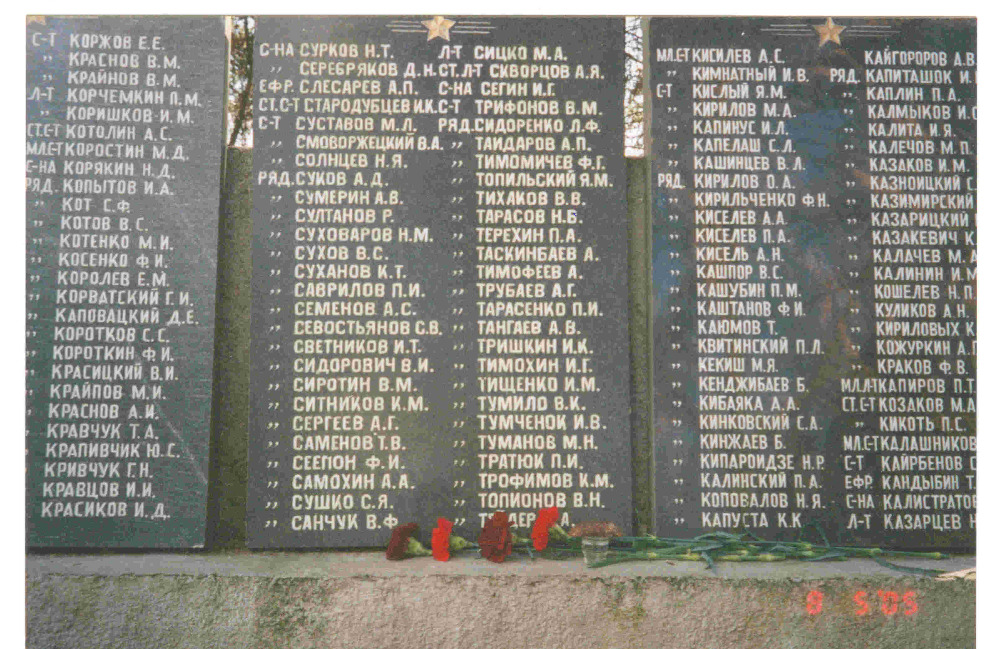 С-Т КОРЖОВ Е.Е.
" КРАСНОВ В.М.
" КРАЙНОВ В.М.
Л-Т КОРЧЕМКИН П.М.
" КОРИШКОВ И.М.
СТ.С-Т КОТОЛИН А.С.
МЛ.С-Т КОРОСТИН М.Д.
С-НА КОРЯКИН Н.Д.
РЯД. КОПЫТОВ И.А.
" КОТ С.Ф.
" КОТОВ В.С.
" КОТЕНКО М.И.
" КОСЕНКО Ф.И.
" КОРОЛЕВ Е.М.
" КОРВАТСКИЙ Г.И.
" КАПОВАЦКИЙ Д.Е.
" КОРОТКОВ С.С.
" КОРОТКИН Ф.И.
" КРАСИЦКИЙ В.И.
" КРАЙПОВ М.И.
" КРАСНОВ А.И.
" КРАВЧУК Т.А.
" КРАПИВЧИК Ю.С.
" КРИВЧУК Г.Н.
КРАВЦОВ И.И.
КРАСИКОВ И.Д.
С-НА СУРКОВ Н.Т.
" СЕРЕБРЯКОВ Д.Н.
ЕФР. СЛЕСАРЕВ А.П.
СТ.С-Т СТАРОДУБЦЕВ И.К.
С-Т СУСТАВОВ М.Л.
" СМОВОРЖЕЦКИЙ В.А.
" СОЛНЦЕВ Н.Я.
РЯД. СУКОВ А.Д.
" СУМЕРИН А.В.
" СУЛТАНОВ Р.
" СУХОВАРОВ Н.М.
" СУХОВ В.С.
" СУХАНОВ К.Т.
" САВРИЛОВ П.И.
" СЕМЕНОВ А.С.
" СЕВОСТЬЯНОВ С.В.
" СВЕТНИКОВ И.Т.
" СИДОРОВИЧ В.И.
" СИРОТИН В.М.
" СИТНИКОВ К.М.
" СЕРГЕЕВ А.Г.
" САМЕНОВ Т.В.
" СЕЕПОН Ф.И.
" САМОХИН А.А.
" СУШКО С.Я.
" САНЧУК В.Ф.
Л-Т СИЦКО М.А.
СТ.Л-Т СКВОРЦОВ А.Я.
С-НА СЕГИН И.Г.
С-Т ТРИФОНОВ В.М.
РЯД. СИДОРЕНКО Л.Ф.
" ТАИДАРОВ А.П.
" ТИМОМИЧЕВ Ф.Г.
" ТОПИЛЬСКИЙ Я.М.
" ТИХАКОВ В.В.
" ТАРАСОВ Н.Б.
" ТЕРЕХИН П.А.
" ТАСКИНБАЕВ А.
" ТИМОФЕЕВ А.
" ТРУБАЕВ А.Г.
" ТАРАСЕНКО П.И.
" ТАНГАЕВ А.В.
" ТРИШКИН И.К.
" ТИМОХИН И.Г.
" ТИЩЕНКО И.М.
" ТУМИЛО В.К.
" ТУМЧЕНОК И.В.
" ТУМАНОВ М.Н.
" ТРАТЮК П.И.
" ТРОФИМОВ К.М.
" ТОПИОНОВ В.Н.
"
МЛ.С-Т КИСИЛЕВ А.С.
" КИМНАТНЫЙ И.В.
С-Т КИСЛЫЙ Я.М.
" КИРИЛОВ М.А.
" КАПИНУС И.Л.
" КАПЕЛАШ С.Л.
" КАШИНЦЕВ В.Л.
РЯД. КИРИЛОВ О.А.
" КИРИЛЬЧЕНКО Ф.Н.
" КИСЕЛЕВ А.А.
" КИСЕЛЕВ П.А.
" КИСЕЛЬ А.Н.
" КАШПОР В.С.
" КАШУБИН П.М.
" КАШТАНОВ Ф.И.
" КАЮМОВ Т.
" КВИТИНСКИЙ П.Л.
" КЕКИШ М.Я.
" КЕНДЖИБАЕВ Б.
" КИБАЯКА А.А.
" КИНКОВСКИЙ С.А.
" КИНЖАЕВ Б.
" КИПАРОИДЗЕ Н.Р.
" КАЛИНСКИЙ П.А.
" КОПОВАЛОВ Н.Я.
" КАПУСТА К.К.
КАЙГОРОРОВ А.В.
РЯД. КАПИТАШОК И.
" КАПЛИН П.А.
" КАЛМЫКОВ И.
" КАЛИТА И.Я.
" КАЛЕЧОВ М.П.
" КАЗАКОВ И.М.
" КАЗНОИЦКИЙ С.
" КАЗИМИРСКИЙ
" КАЗАРИЦКИЙ
" КАЗАКЕВИЧ К.
" КАЛАЧЕВ М.А.
" КАЛИНИН И.М.
" КОШЕЛЕВ Н.П.
" КУЛИКОВ А.Н.
" КИРИЛОВЫХ К.
" КОЖУРКИН А.Г.
" КРАКОВ Ф.В.
МЛ.Л-Т КАПИРОВ П.Т.
СТ.С-Т КОЗАКОВ М.А.
" КИКОТЬ П.С.
МЛ.С-Т КАЛАШНИКОВ
С-Т КАЙРБЕНОВ С.
ЕФР. КАНДЫБИН Т.
С-НА КАЛИСТРАТОВ
Л-Т КАЗАРЦЕВ Н.
8 5'05